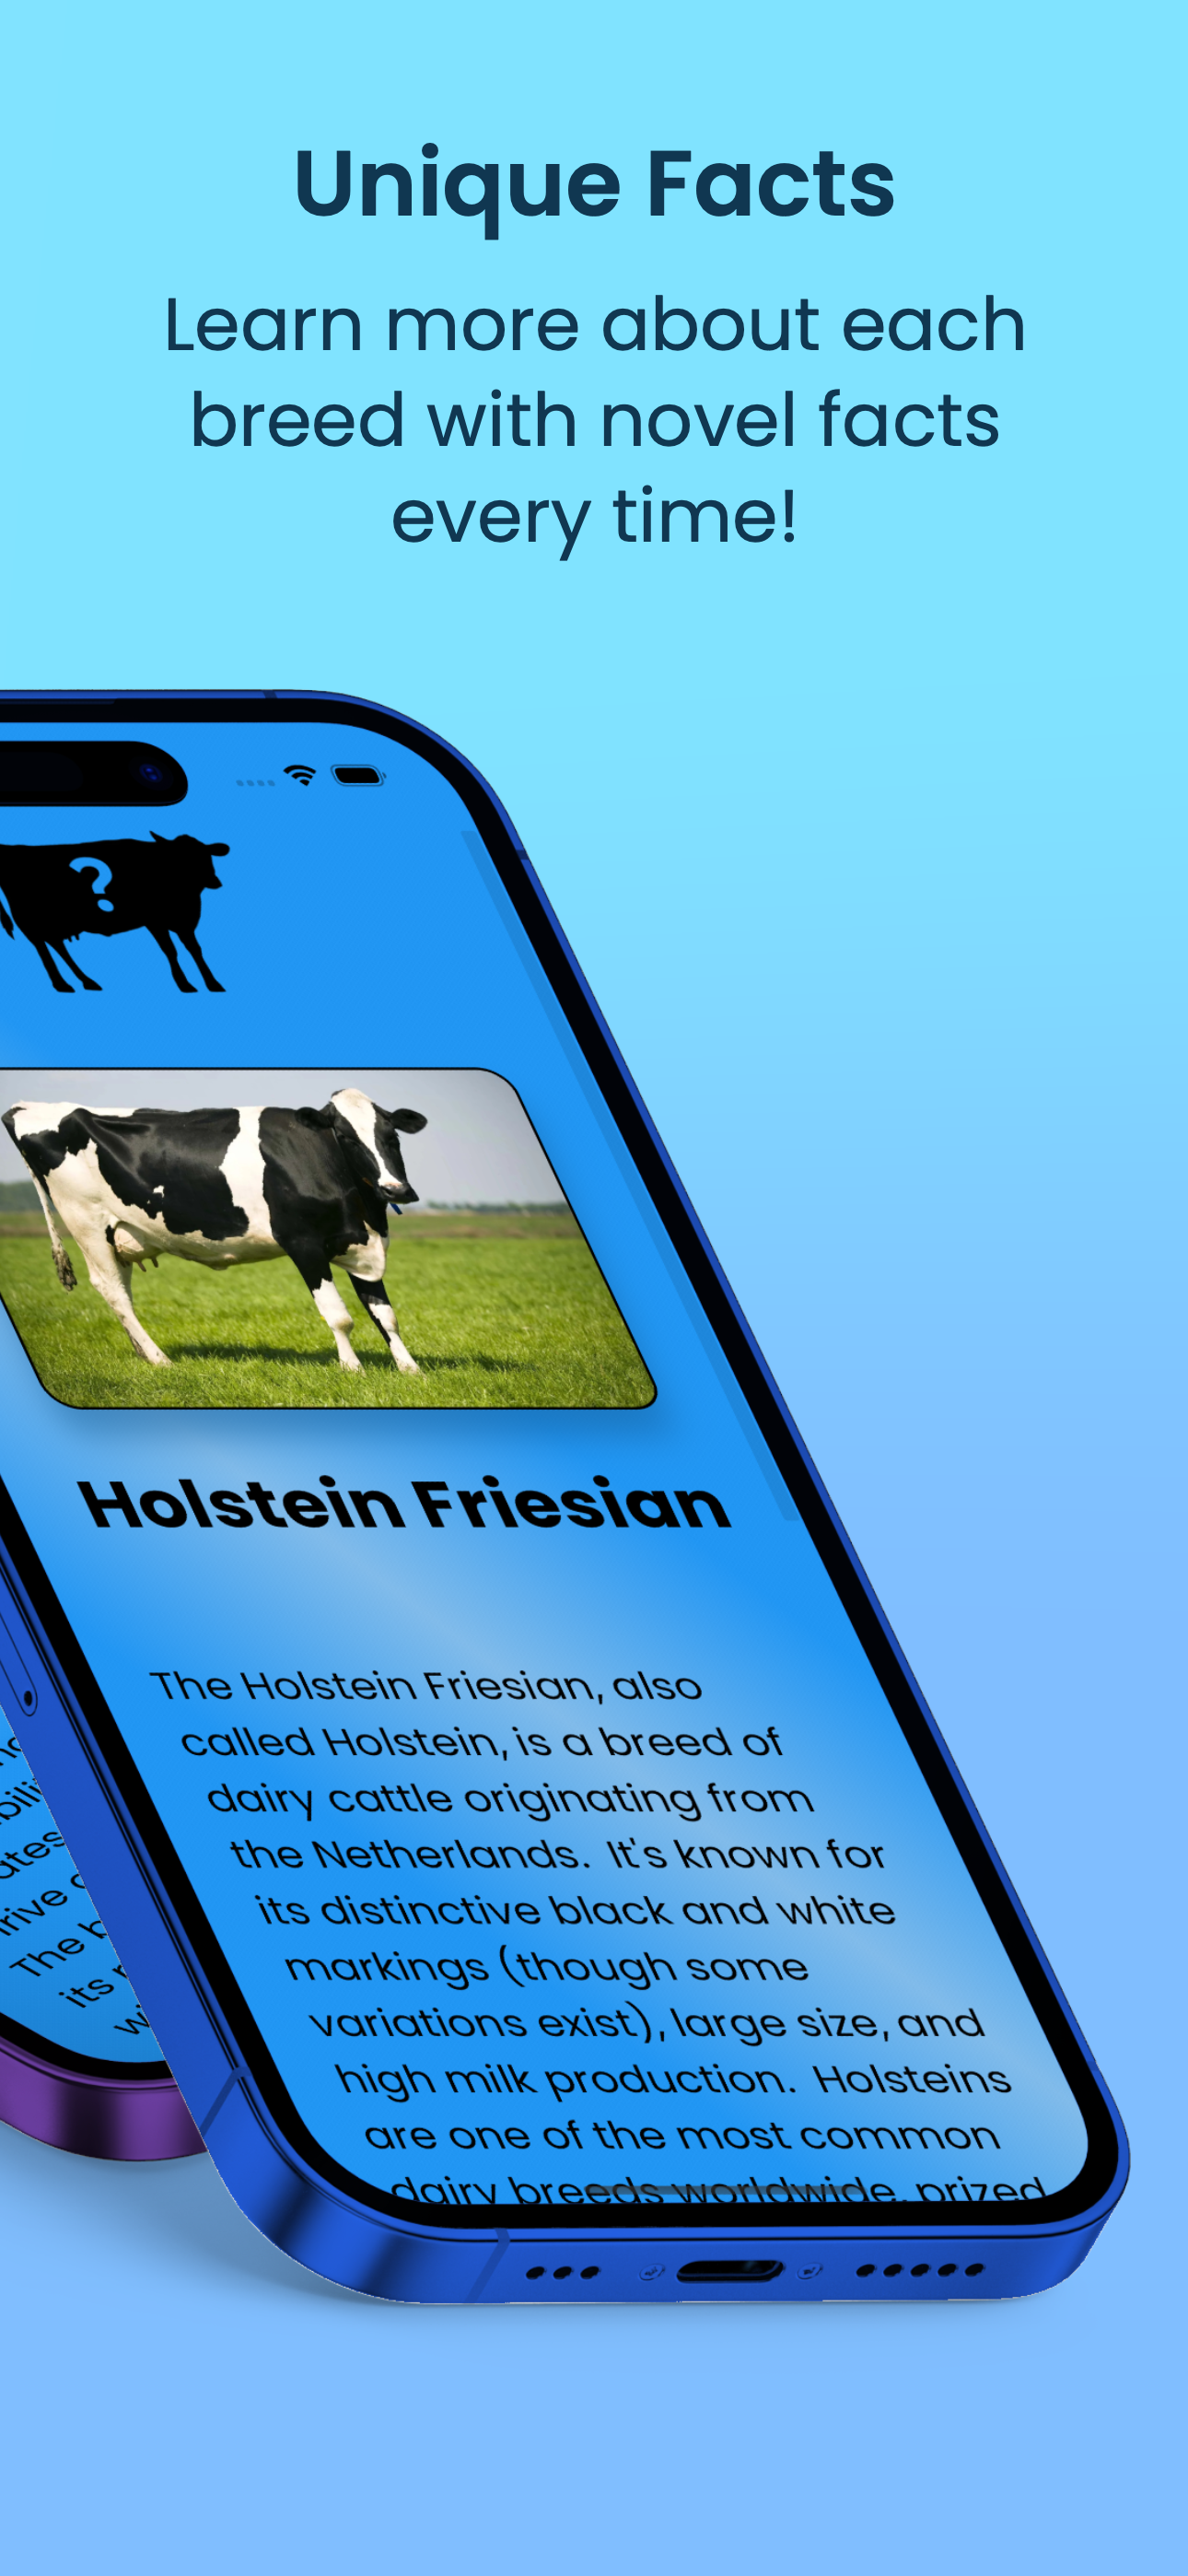 Unique Facts
Learn more about each
breed with novel facts
every time!
?
Holstein Friesian
The Holstein Friesian, also
called Holstein, is a breed of
dairy cattle originating from
the Netherlands. It's known for
its distinctive black and white
markings (though some
variations exist), large size, and
high milk production. Holsteins
are one of the most common
dairy breeds worldwide, prized
The
its